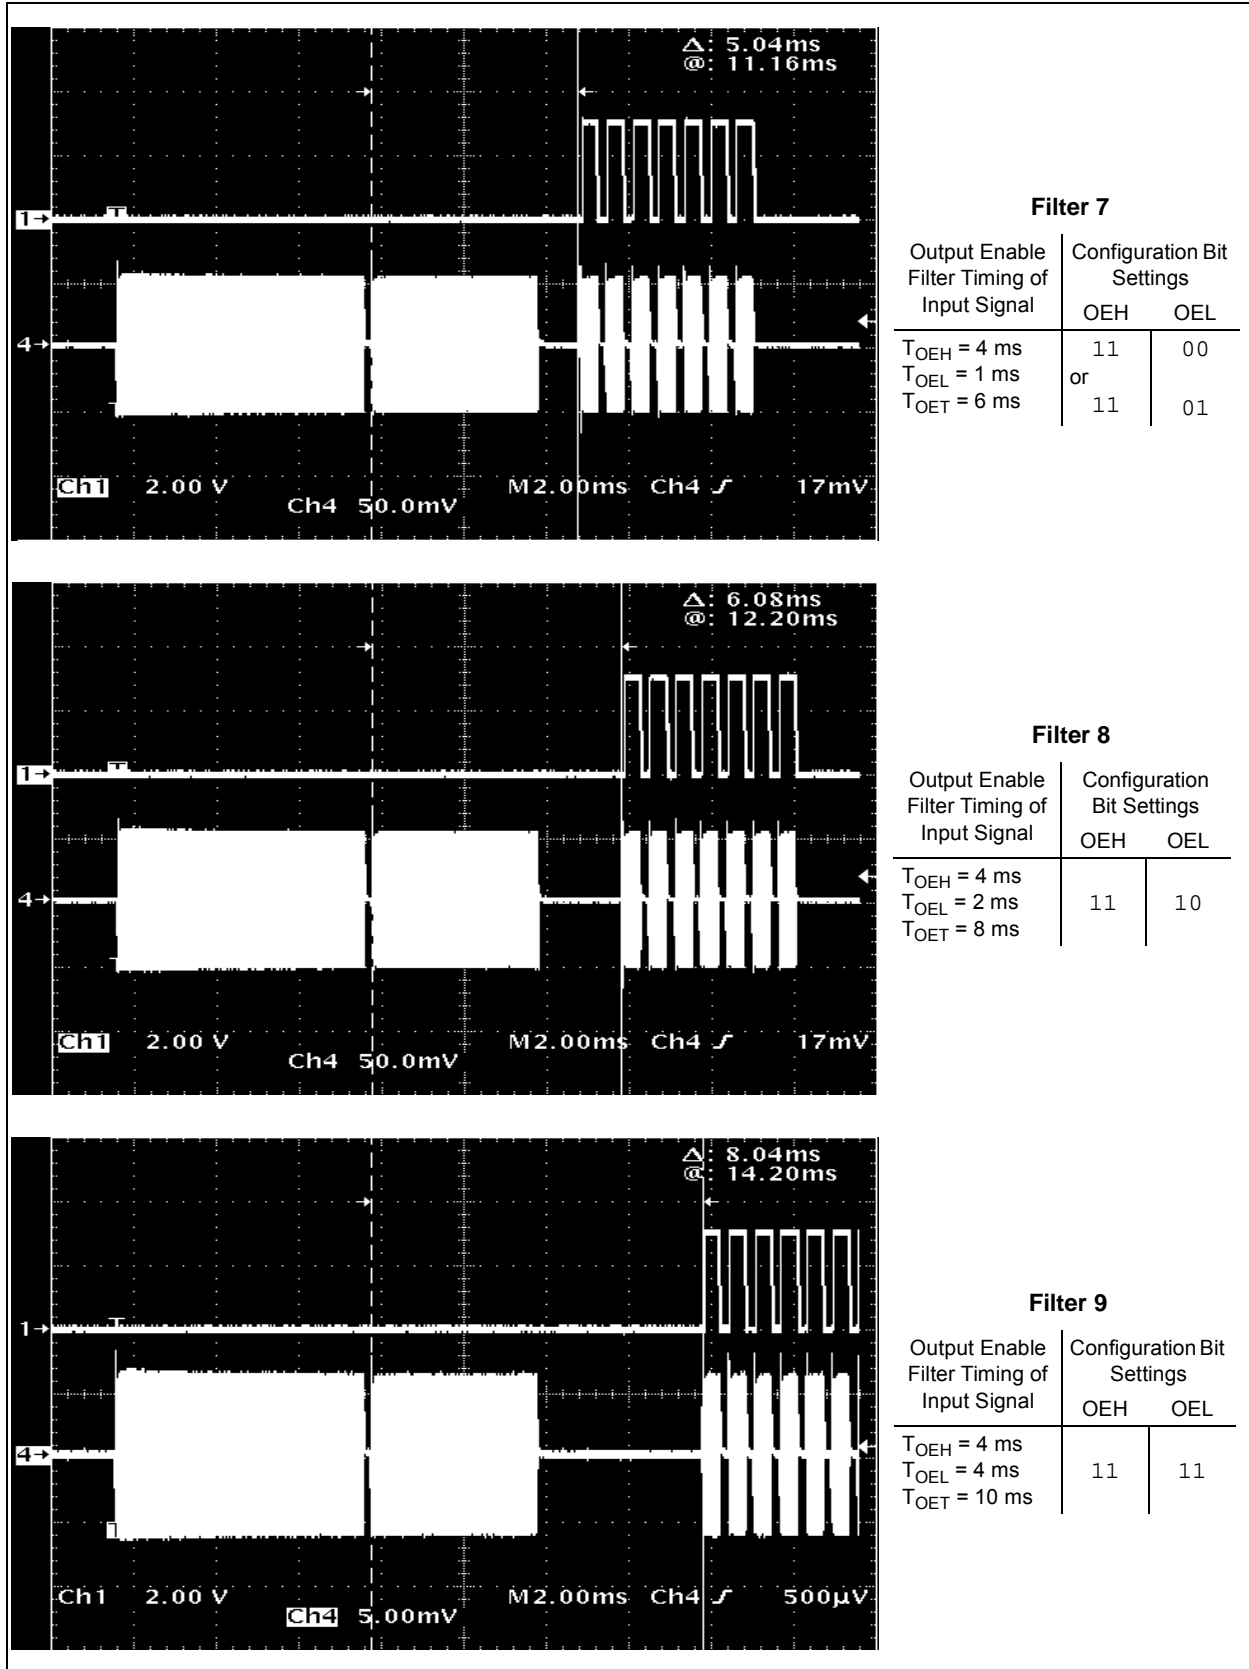 Δ: 5.04ms
@: 11.16ms
1→
4→
Ch1 2.00 V M2.00ms Ch4 ƒ 17mV
Ch4 50.0mV
Filter 7
Output Enable Configuration Bit
Filter Timing of Settings
Input Signal OEH OEL
TOEH = 4 ms 11 00
TOEL = 1 ms or
TOET = 6 ms 11 01
Δ: 6.08ms
@: 12.20ms
1→
4→
Ch1 2.00 V M2.00ms Ch4 ƒ 17mV
Ch4 50.0mV
Filter 8
Output Enable Configuration
Filter Timing of Bit Settings
Input Signal OEH OEL
TOEH = 4 ms
TOEL = 2 ms 11 10
TOET = 8 ms
Δ: 8.04ms
@: 14.20ms
T
1→
4→
Ch1 2.00 V M2.00ms Ch4 ƒ 500µV
Ch4 5.00mV
Filter 9
Output Enable Configuration Bit
Filter Timing of Settings
Input Signal OEH OEL
TOEH = 4 ms
TOEL = 4 ms 11 11
TOET = 10 ms